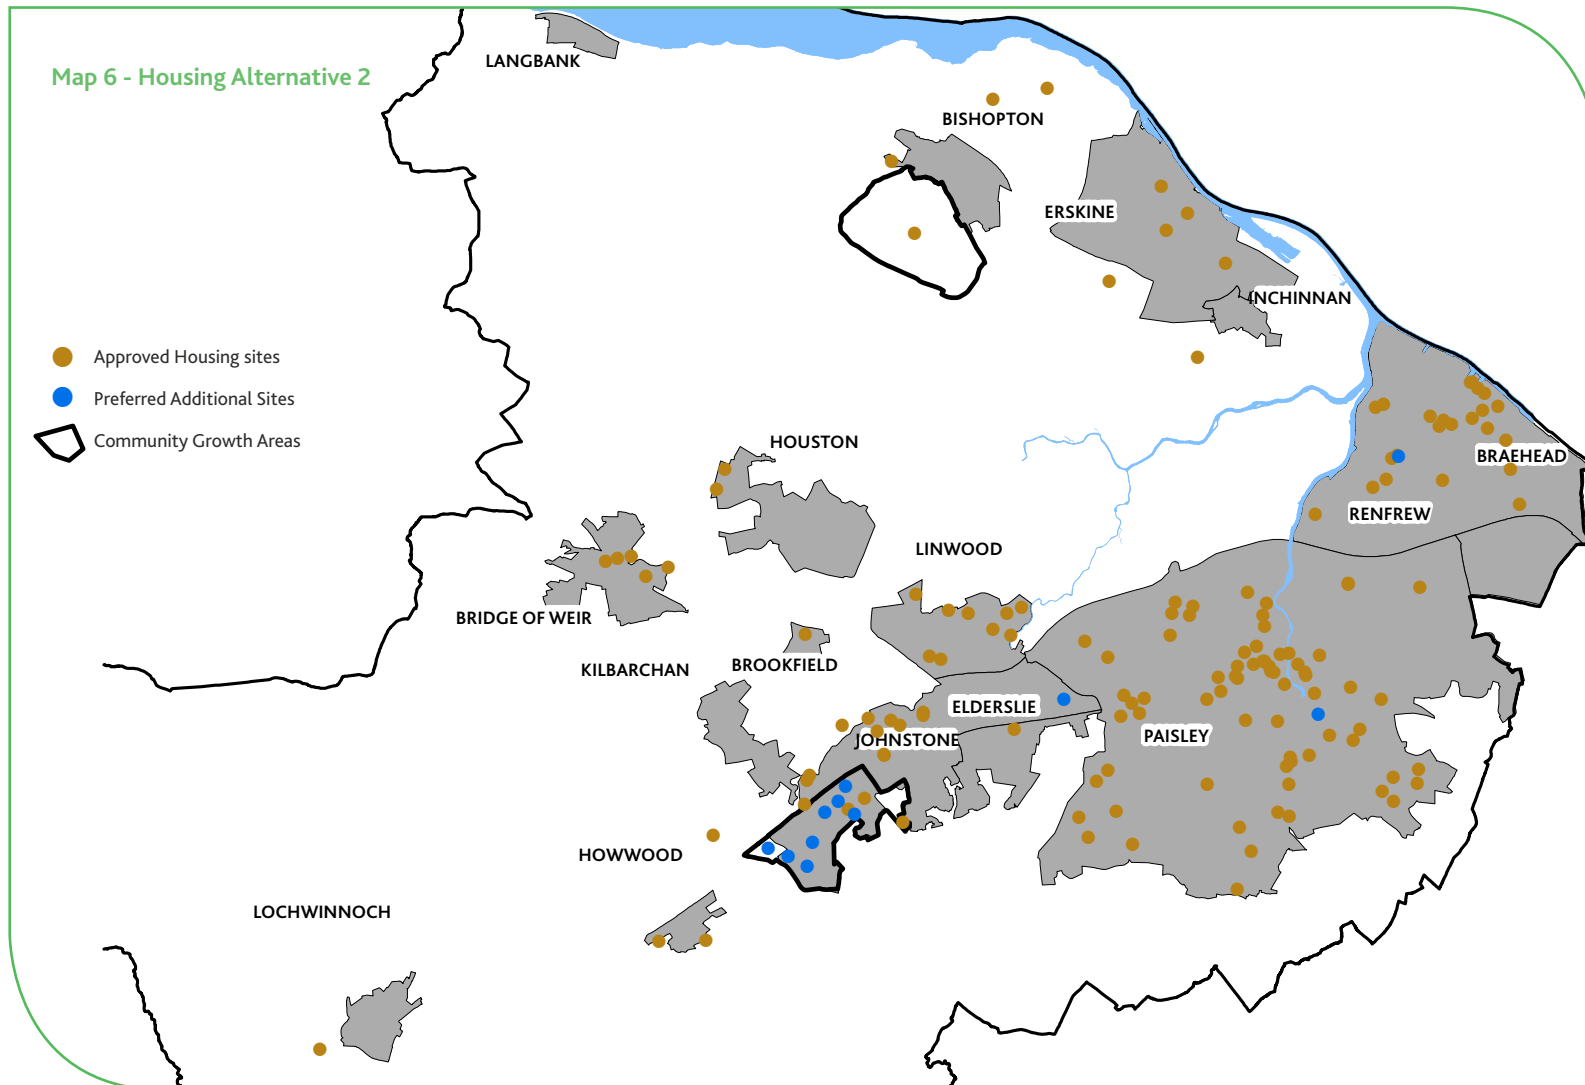 LANGBANK
Map 6 - Housing Alternative 2
BISHOPTON
ERSKINE
INCHINNAN
Approved Housing sites
Preferred Additional Sites
Community Growth Areas
HOUSTON
BRAEHEAD
RENFREW
LINWOOD
BRIDGE OF WEIR
KILBARCHAN
BROOKFIELD
ELDERSLIE
PAISLEY
JOHNSTONE
HOWWOOD
LOCHWINNOCH